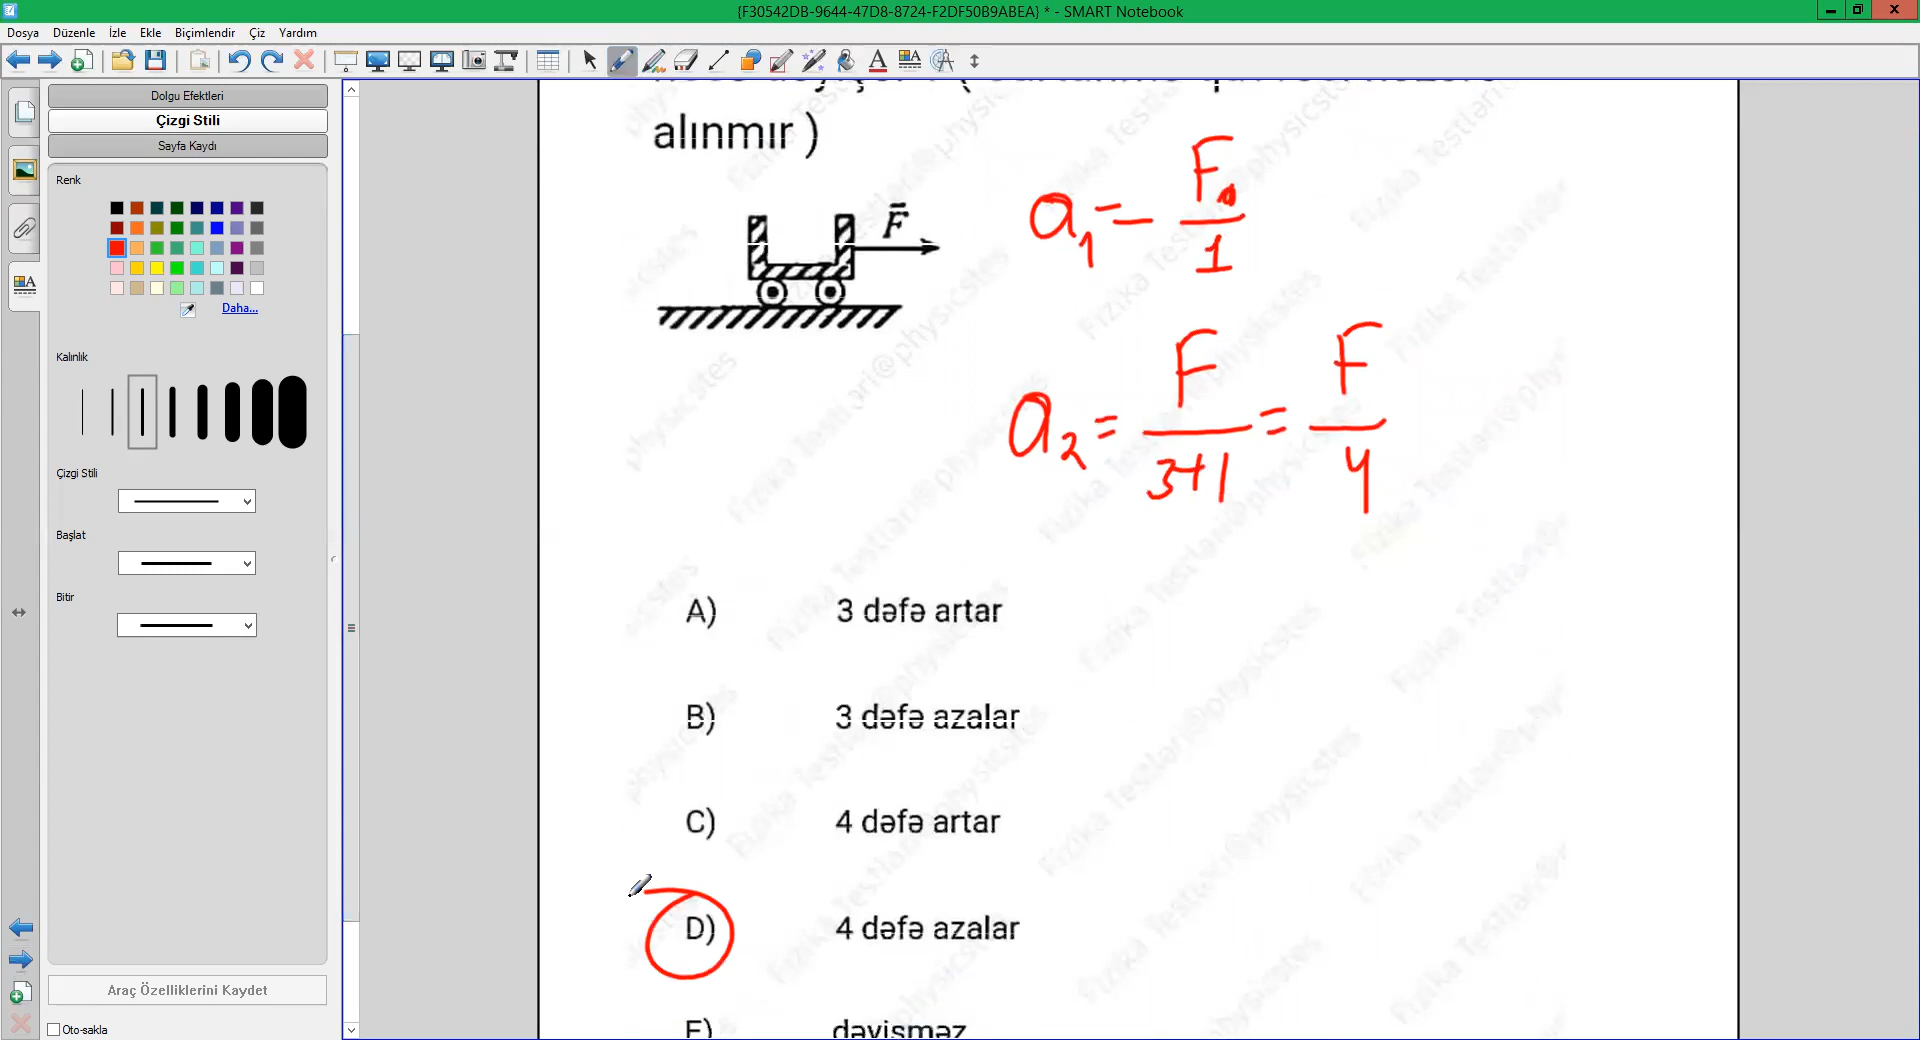 {F30542DB-9644-47D8-8724-F2DF50B9ABEA} * - SMART Notebook
Dosya Düzenle İzle Ekle Biçimlendir Çiz Yardım
Dolgu Efektleri
Çizgi Stili
Sayfa Kaydı
Renk
Daha...
Kalınlık
Çizgi Stili
Başlat
Bitir
Araç Özelliklerini Kaydet
Oto-sakla
alınmır )
F̄
a₁ = F/1
a₂ = F/3+1 = F/4
A) 3 dəfə artar
B) 3 dəfə azalar
C) 4 dəfə artar
D) 4 dəfə azalar
E) dəyişməz